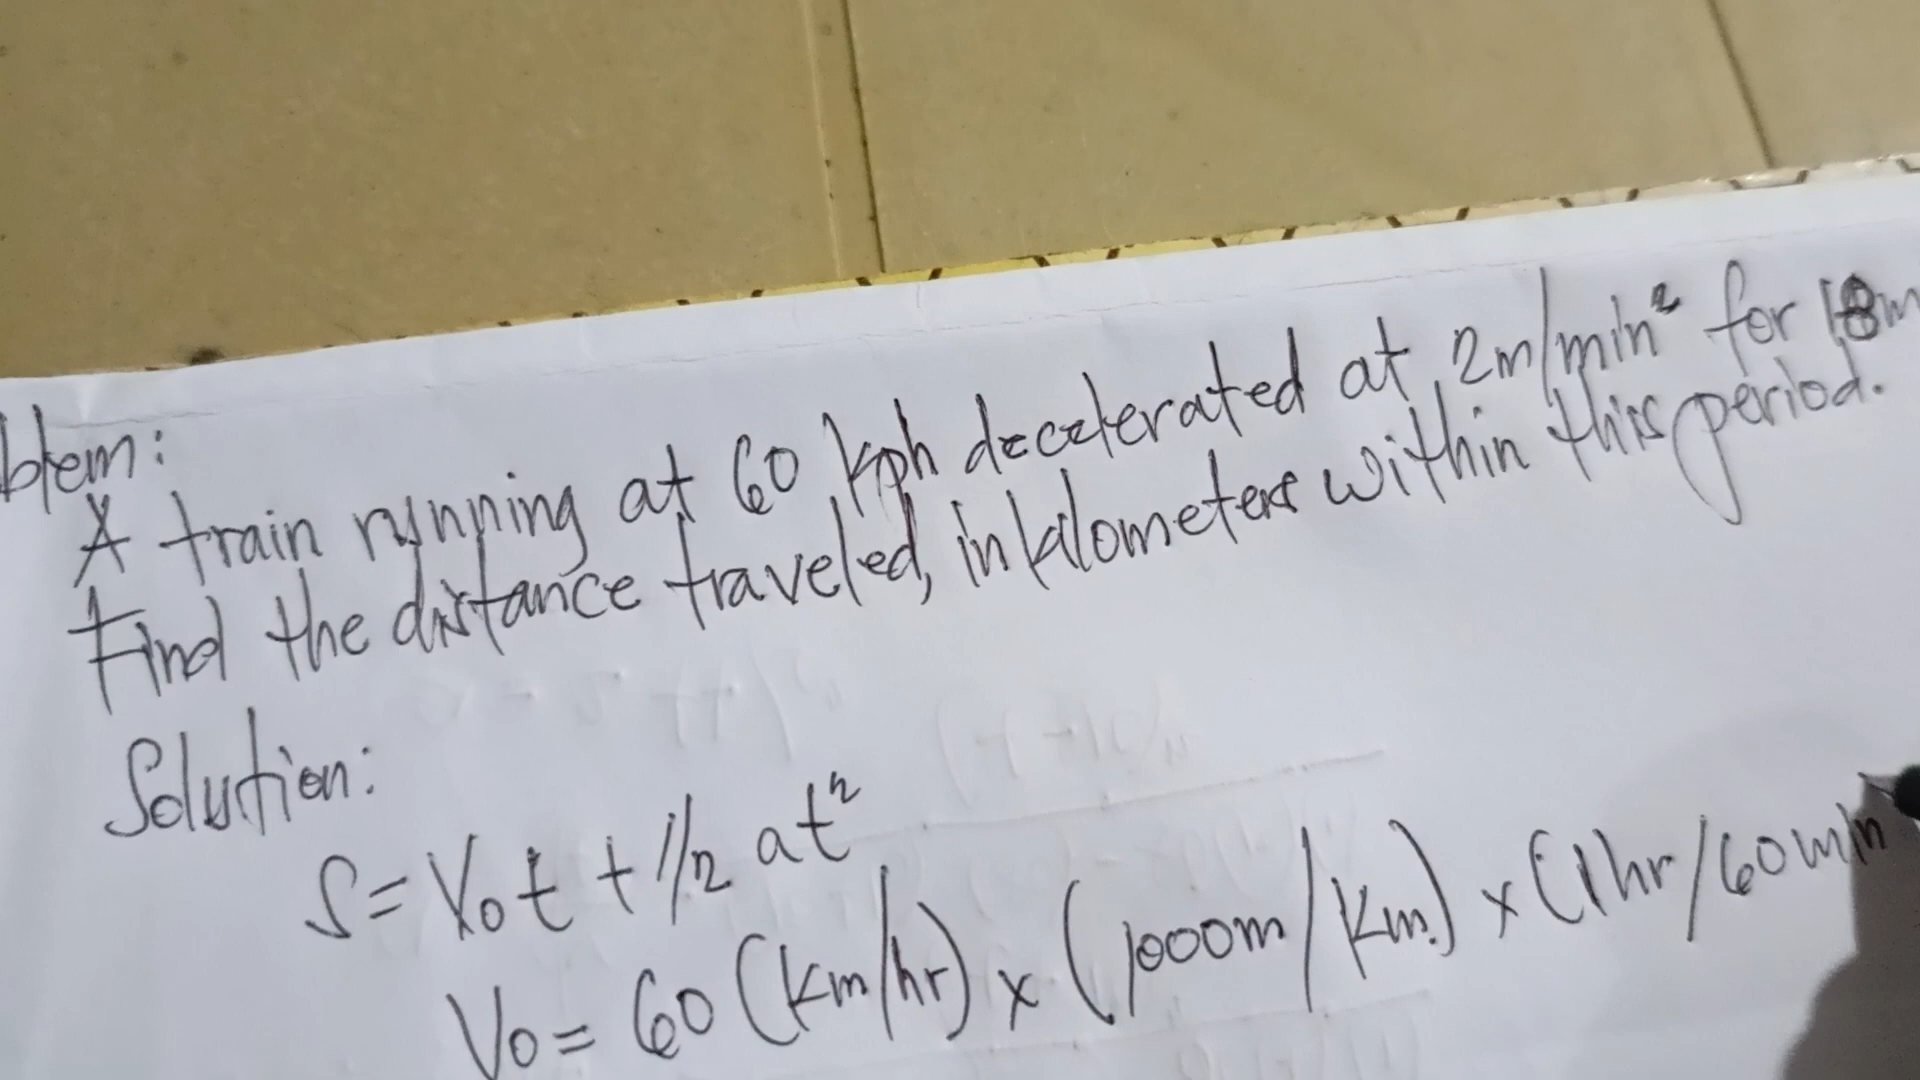 blem:
A train running at 60 kph decelerated at 2m/min² for 18m
Find the distance traveled, in kilometers within this period.
Solution:
S = Vot + 1/2 at²
Vo = 60 (km/hr) x (1000m/km) x (1hr/60min